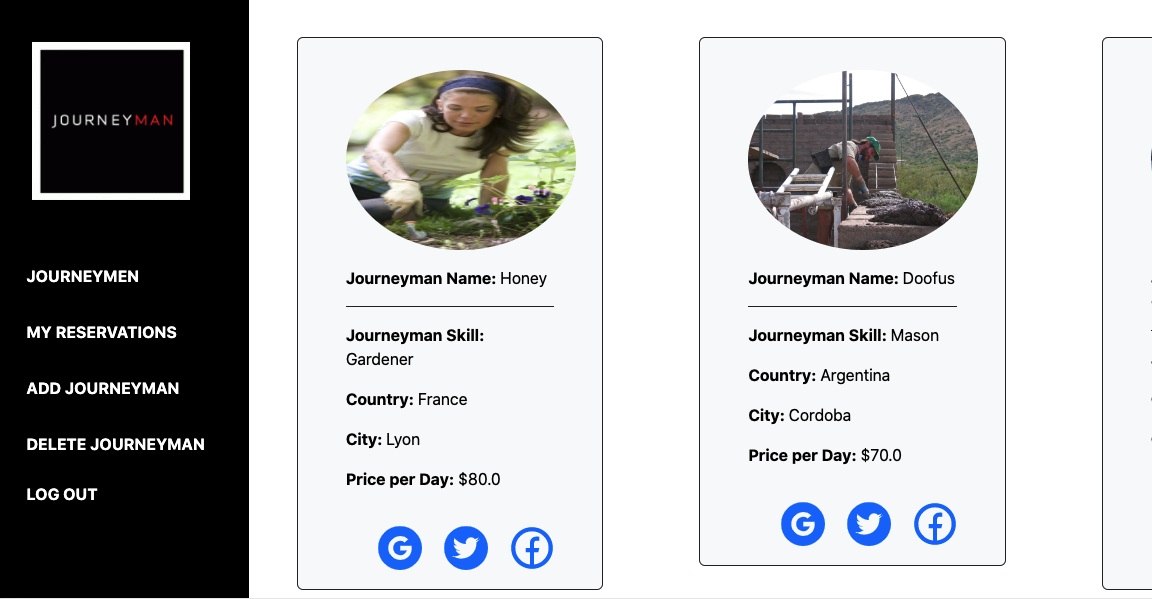 JOURNEYMAN
JOURNEYMEN
MY RESERVATIONS
ADD JOURNEYMAN
DELETE JOURNEYMAN
LOG OUT
Journeyman Name: Honey
Journeyman Skill:
Gardener
Country: France
City: Lyon
Price per Day: $80.0
Journeyman Name: Doofus
Journeyman Skill: Mason
Country: Argentina
City: Cordoba
Price per Day: $70.0